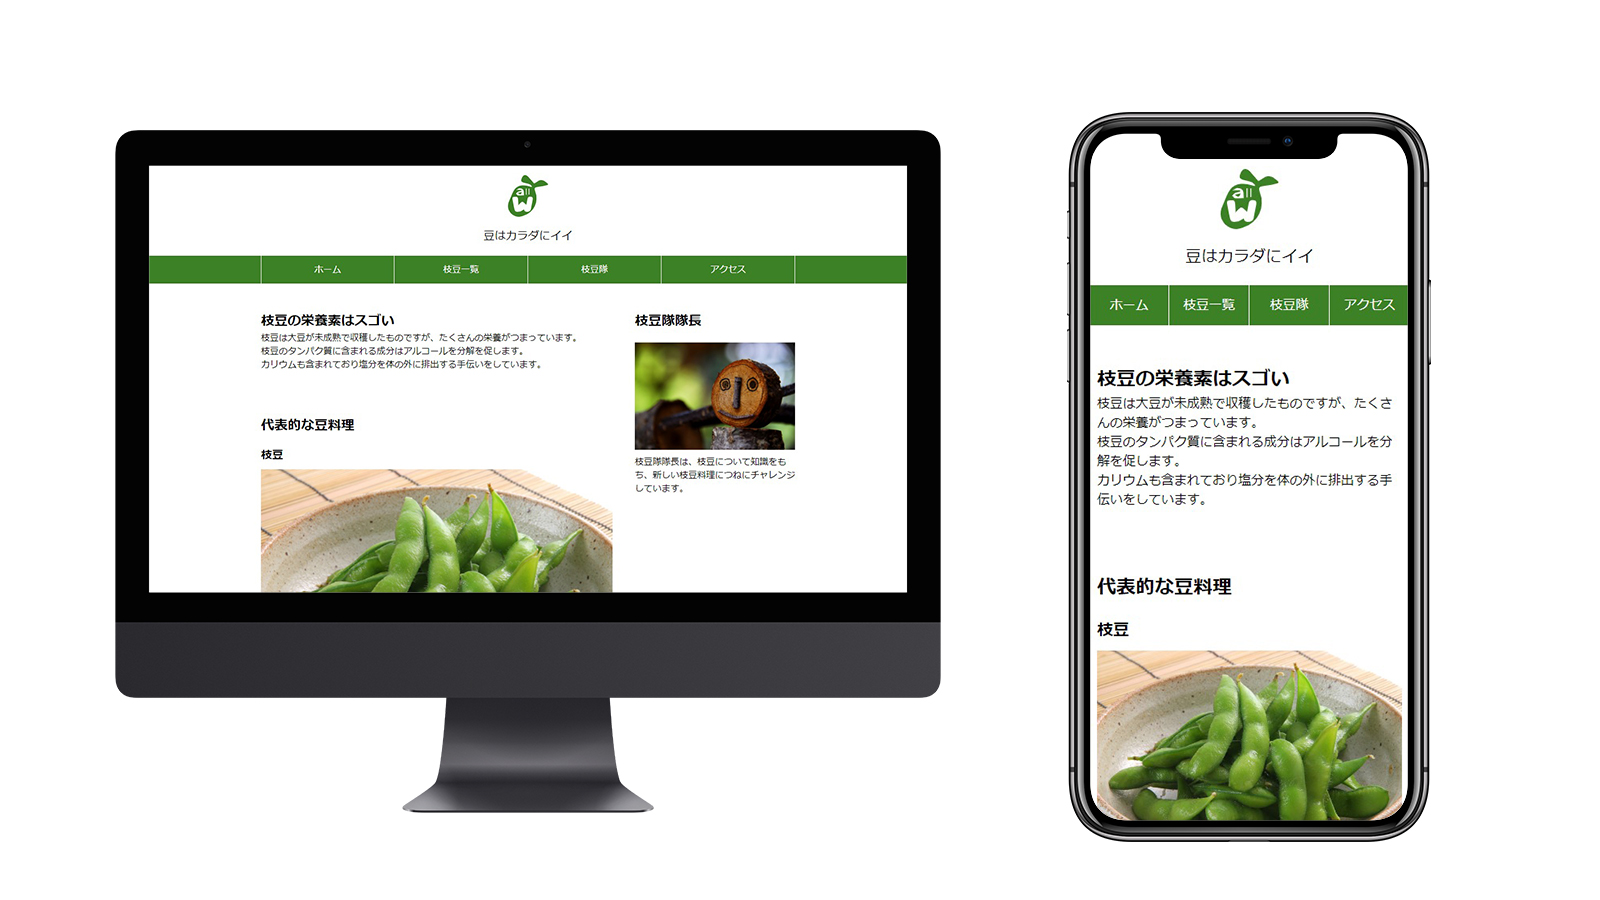 all
W
豆はカラダにイイ
ホーム 枝豆一覧 枝豆隊 アクセス
枝豆の栄養素はスゴい
枝豆は大豆が未成熟で収穫したものですが、たくさんの栄養がつまっています。
枝豆のタンパク質に含まれる成分はアルコールを分解を促します。
カリウムも含まれており塩分を体の外に排出する手伝いをしています。
代表的な豆料理
枝豆
枝豆隊隊長
枝豆隊隊長は、枝豆について知識をも
ち、新しい枝豆料理につねにチャレンジ
しています。
all
W
豆はカラダにイイ
ホーム 枝豆一覧 枝豆隊 アクセス
枝豆の栄養素はスゴい
枝豆は大豆が未成熟で収穫したものですが、たくさ
んの栄養がつまっています。
枝豆のタンパク質に含まれる成分はアルコールを分
解を促します。
カリウムも含まれており塩分を体の外に排出する手
伝いをしています。
代表的な豆料理
枝豆